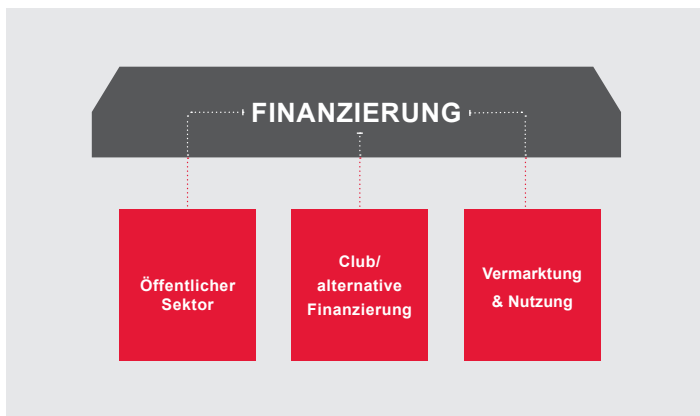 FINANZIERUNG
Öffentlicher
Sektor
Club/
alternative
Finanzierung
Vermarktung
& Nutzung